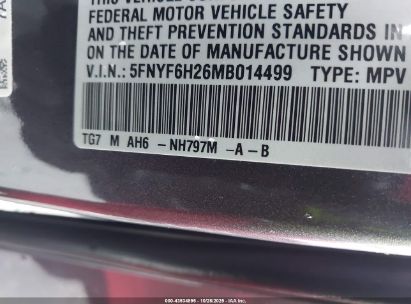 FEDERAL MOTOR VEHICLE SAFETY
AND THEFT PREVENTION STANDARDS IN
ON THE DATE OF MANUFACTURE SHOWN
V.I.N.: 5FNYF6H26MB014499 TYPE: MPV
TG7 M AH6 - NH797M - A - B